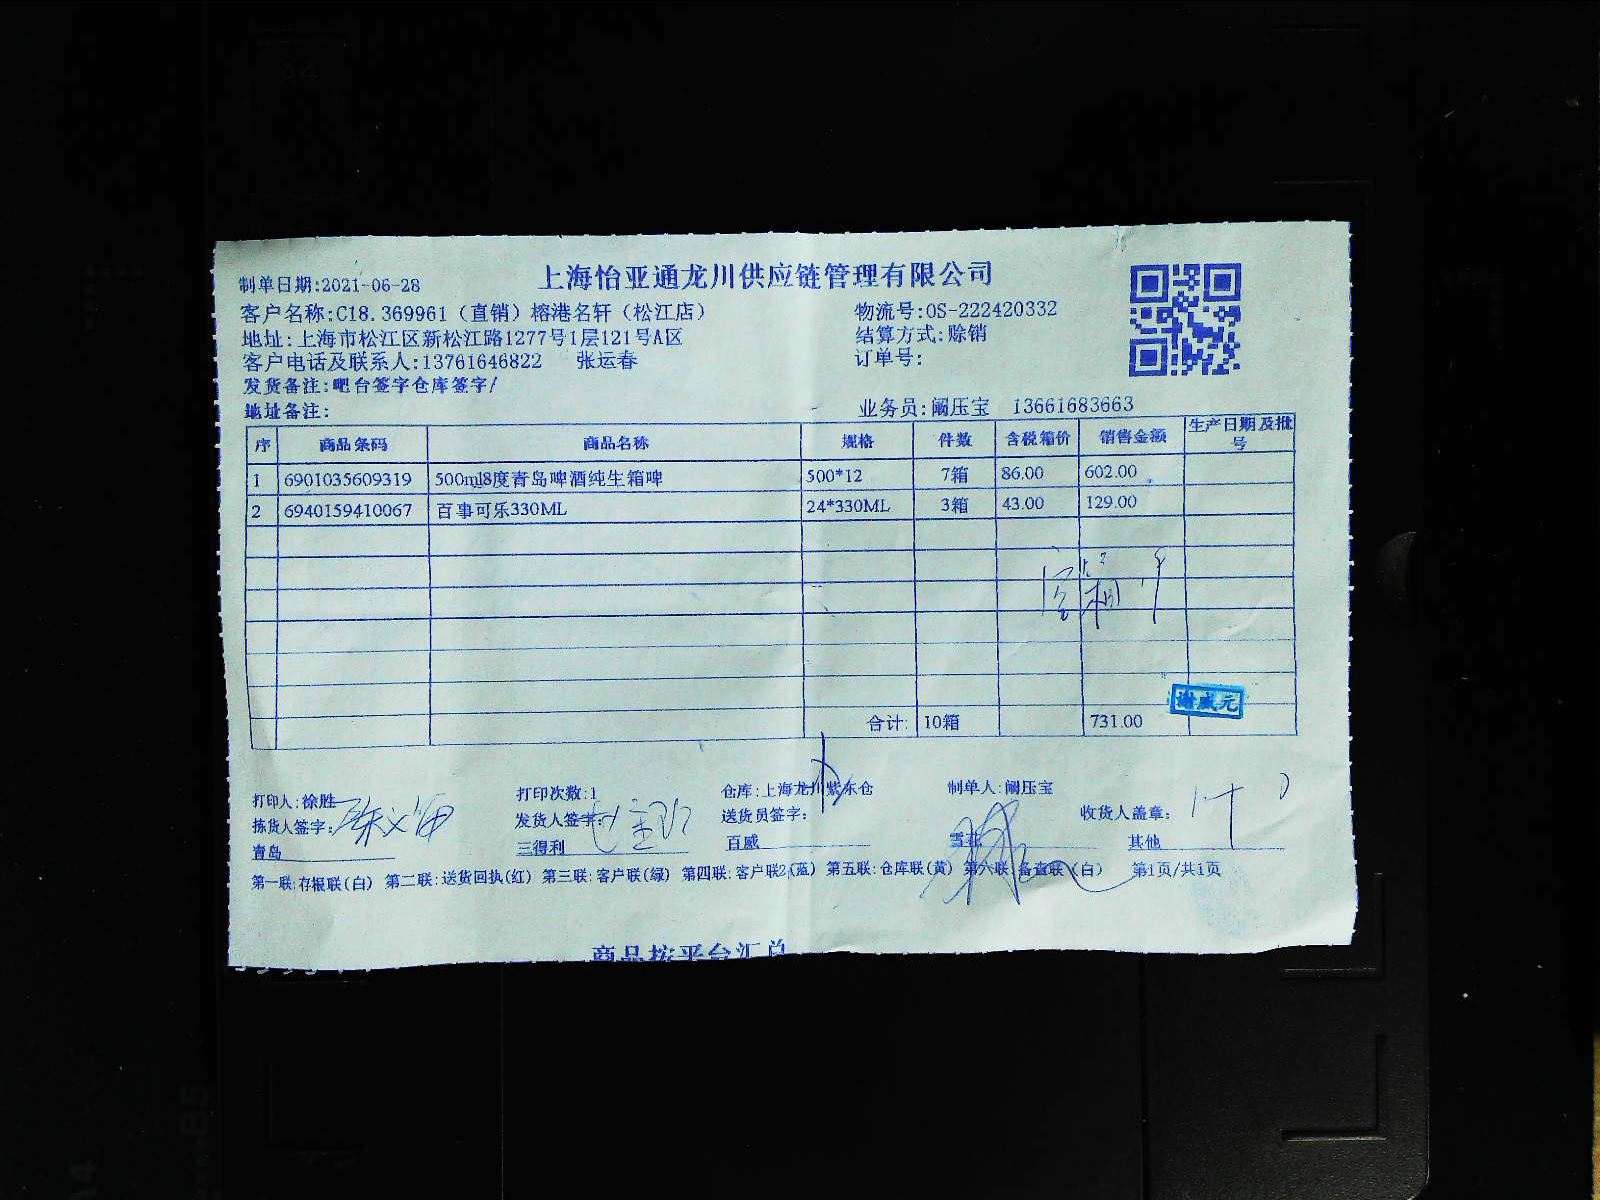 上海怡亚通龙川供应链管理有限公司
制单日期:2021-06-28
客户名称:C18.369961（直销）榕港名轩（松江店） 物流号:OS-222420332
地址:上海市松江区新松江路1277号1层121号A区 结算方式:赊销
客户电话及联系人:13761646822 张运春 订单号:
发货备注:吧台签字仓库签字/
地址备注: 业务员:阚压宝 13661683663
序 商品条码 商品名称 规格 件数 含税箱价 销售金额 生产日期及批号
1 6901035609319 500ml8度青岛啤酒纯生箱啤 500*12 7箱 86.00 602.00
2 6940159410067 百事可乐330ML 24*330ML 3箱 43.00 129.00
合计: 10箱 731.00
谢威元
打印人:徐胜 打印次数:1 仓库:上海龙川紫东仓 制单人:阚压宝
拣货人签字: 发货人签字: 送货员签字: 收货人盖章:
青岛 三得利 百威 雪花 其他
第一联:存根联(白) 第二联:送货回执(红) 第三联:客户联(绿) 第四联:客户联2(蓝) 第五联:仓库联(黄) 第六联:备查联(白) 第1页/共1页
商品按平台汇总